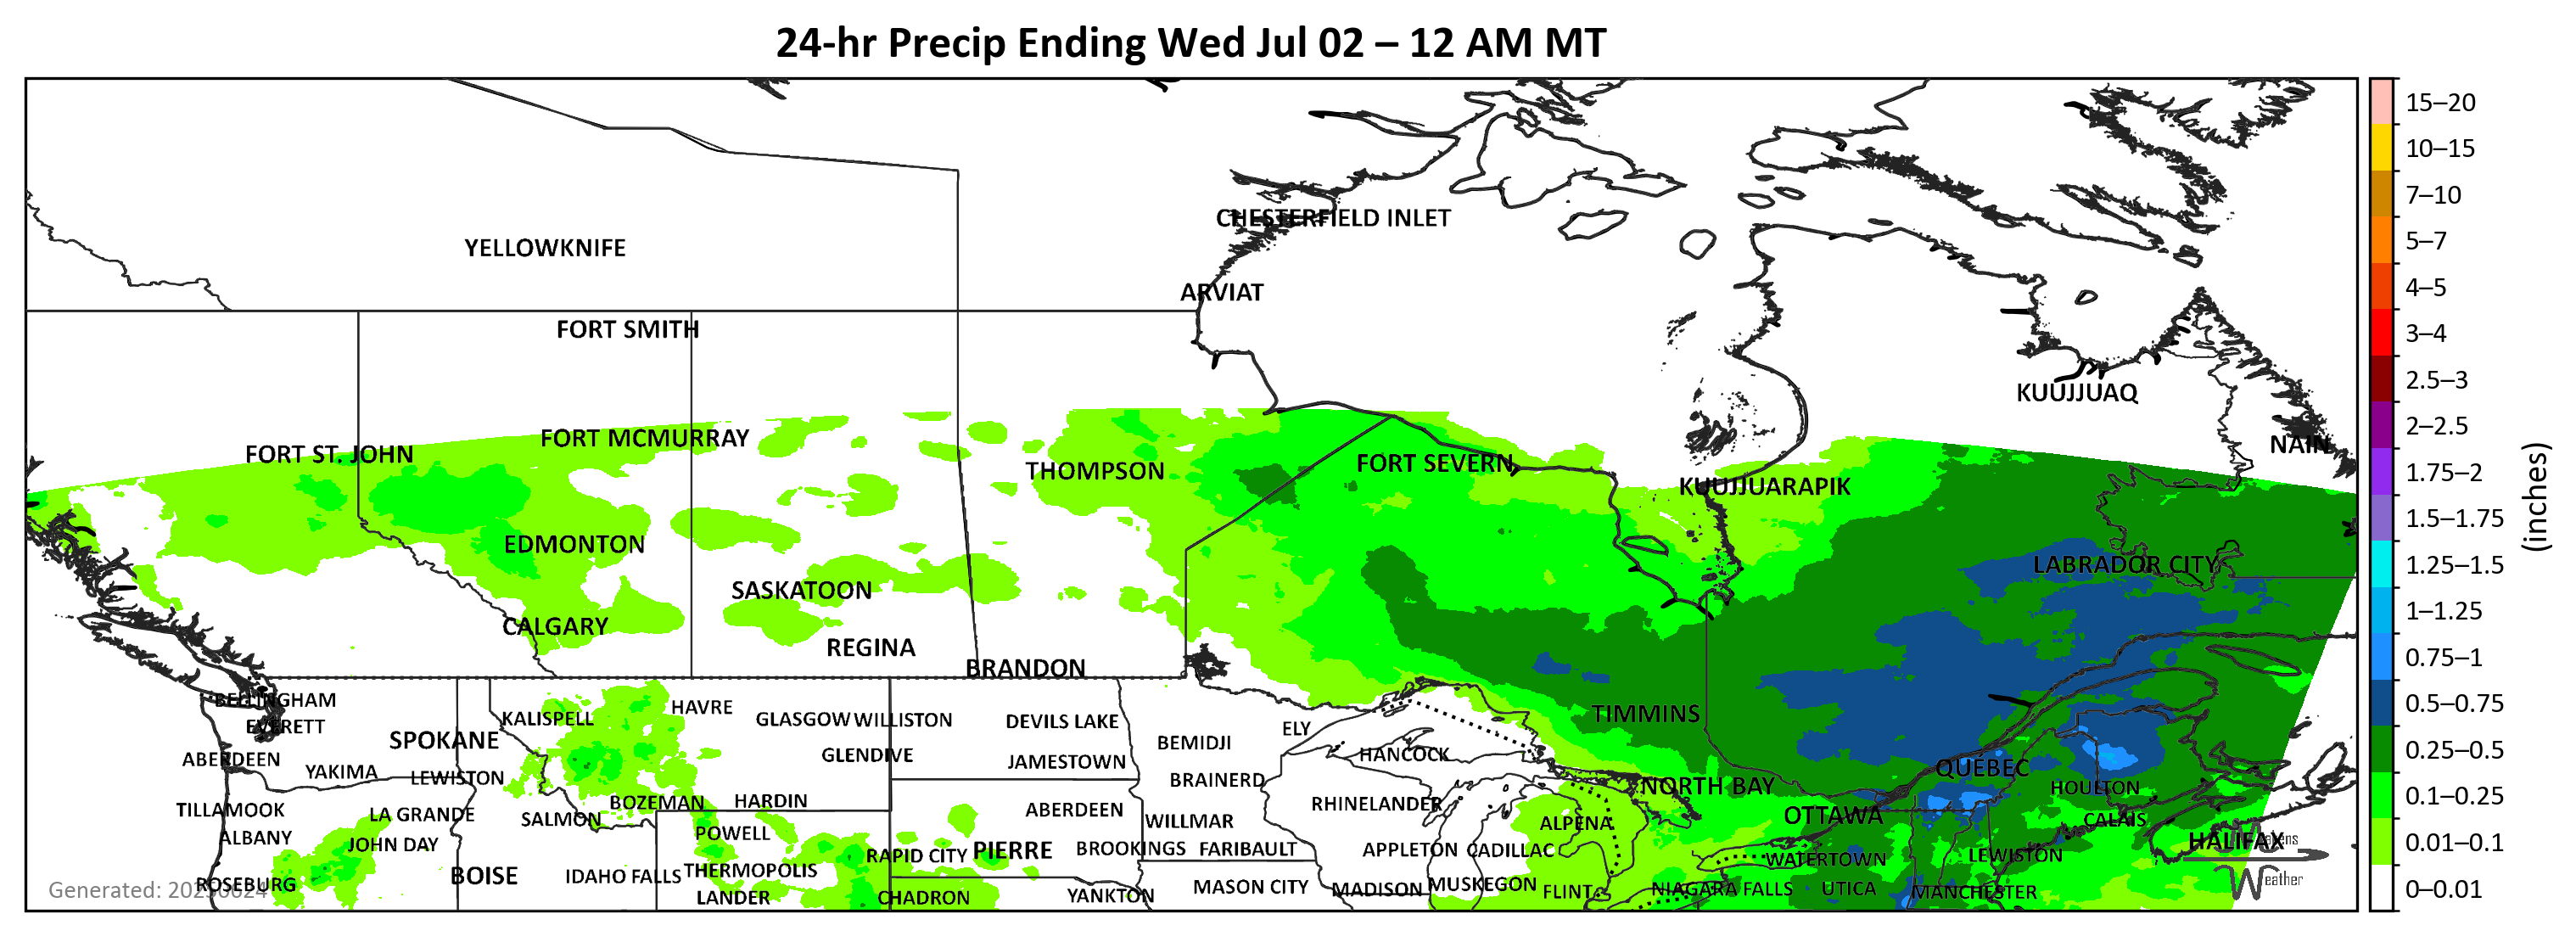 24-hr Precip Ending Wed Jul 02 – 12 AM MT
CHESTERFIELD INLET
YELLOWKNIFE
ARVIAT
FORT SMITH
KUUJJUAQ
NAIN
FORT ST. JOHN
FORT MCMURRAY
THOMPSON
FORT SEVERN
KUUJJUARAPIK
EDMONTON
LABRADOR CITY
SASKATOON
CALGARY
REGINA
BRANDON
BELLINGHAM
KALISPELL
HAVRE
GLASGOW
WILLISTON
DEVILS LAKE
TIMMINS
EVERETT
ELY
SPOKANE
BEMIDJI
ABERDEEN
GLENDIVE
JAMESTOWN
HANCOCK
QUEBEC
YAKIMA
LEWISTON
BRAINERD
NORTH BAY
HOULTON
TILLAMOOK
LA GRANDE
SALMON
BOZEMAN
HARDIN
ABERDEEN
WILLMAR
RHINELANDER
ALPENA
OTTAWA
CALAIS
ALBANY
JOHN DAY
POWELL
RAPID CITY
PIERRE
BROOKINGS
FARIBAULT
APPLETON
CADILLAC
WATERTOWN
LEWISTON
HALIFAX
ROSEBURG
BOISE
IDAHO FALLS
THERMOPOLIS
LANDER
CHADRON
YANKTON
MASON CITY
MADISON
MUSKEGON
FLINT
NIAGARA FALLS
UTICA
MANCHESTER
Generated:
Weather
15–20
10–15
7–10
5–7
4–5
3–4
2.5–3
2–2.5
1.75–2
1.5–1.75
1.25–1.5
1–1.25
0.75–1
0.5–0.75
0.25–0.5
0.1–0.25
0.01–0.1
0–0.01
(inches)